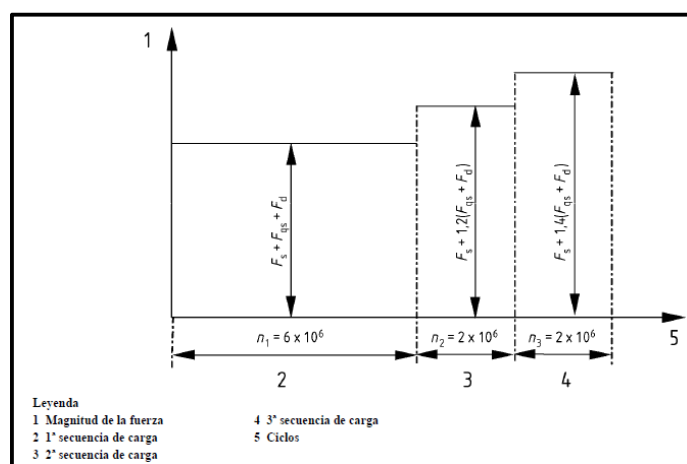 1
F_s + F_qs + F_d
F_s + 1,2(F_qs + F_d)
F_s + 1,4(F_qs + F_d)
n_1 = 6 x 10^6
n_2 = 2 x 10^6
n_3 = 2 x 10^6
5
2
3
4
Leyenda
1 Magnitud de la fuerza
2 1ª secuencia de carga
3 2ª secuencia de carga
4 3ª secuencia de carga
5 Ciclos